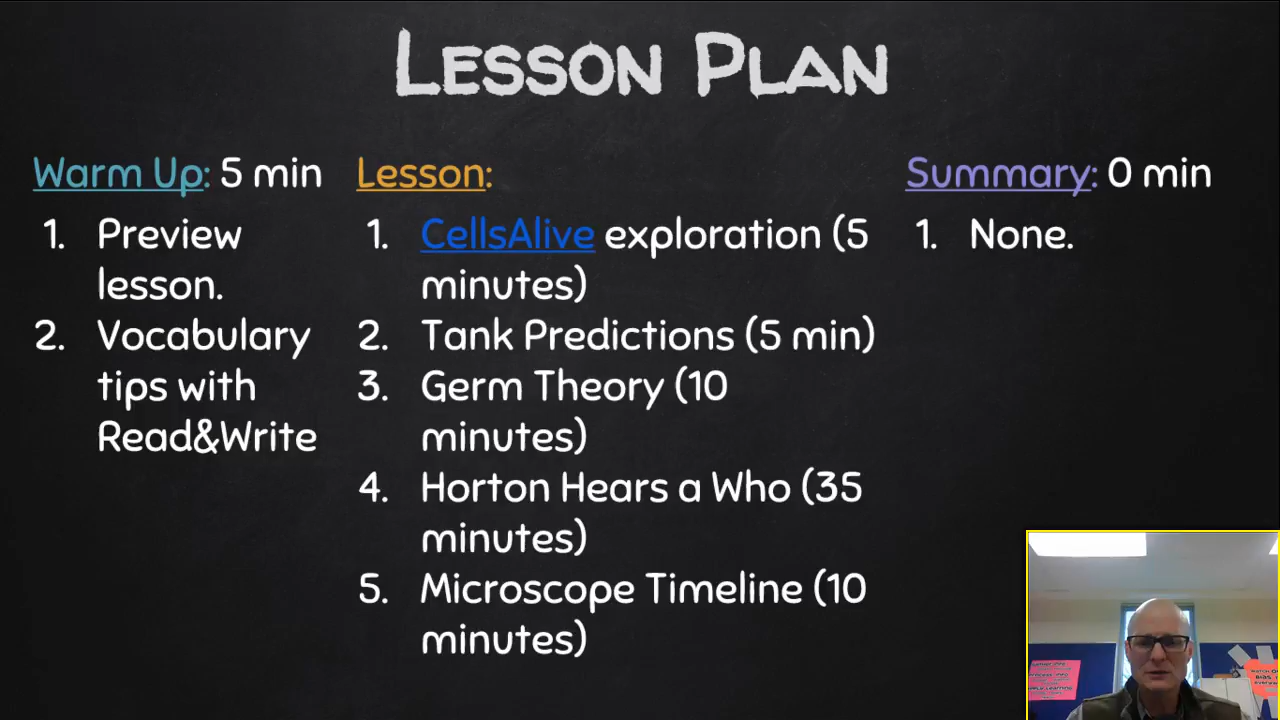 Lesson Plan
Warm Up: 5 min
1. Preview
lesson.
2. Vocabulary
tips with
Read&Write
Lesson:
1. CellsAlive exploration (5
minutes)
2. Tank Predictions (5 min)
3. Germ Theory (10
minutes)
4. Horton Hears a Who (35
minutes)
5. Microscope Timeline (10
minutes)
Summary: 0 min
1. None.